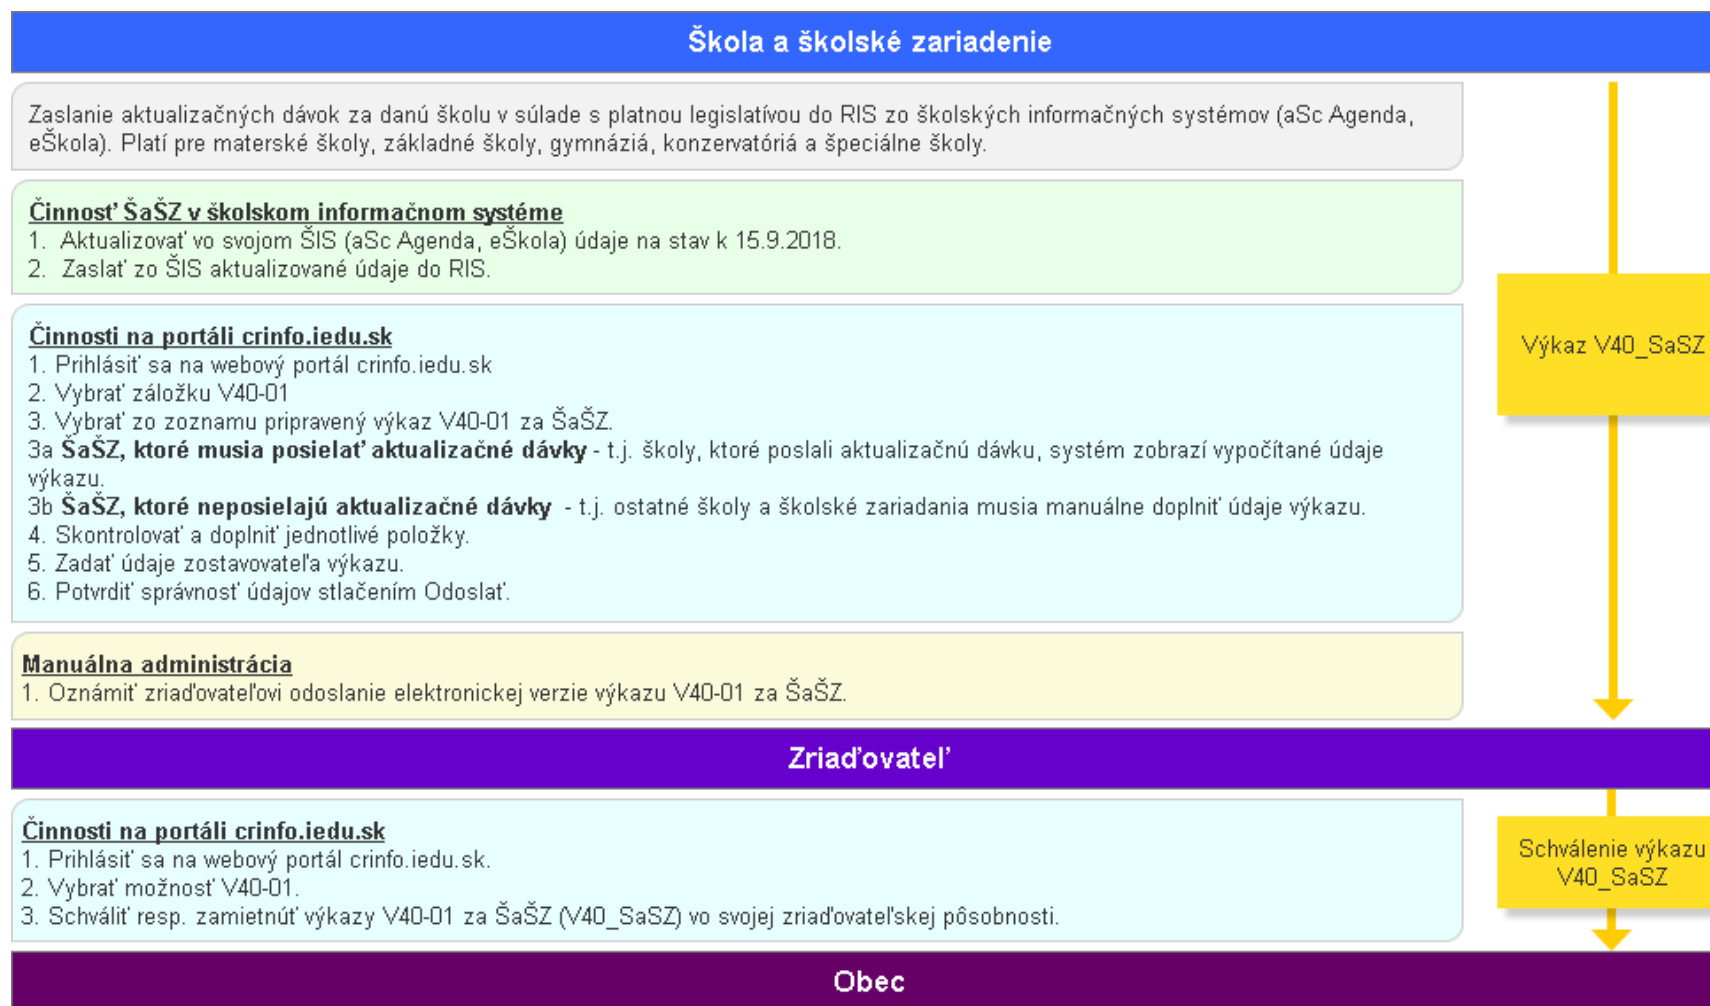 Škola a školské zariadenie
Zaslanie aktualizačných dávok za danú školu v súlade s platnou legislatívou do RIS zo školských informačných systémov (aSc Agenda,
eŠkola). Platí pre materské školy, základné školy, gymnáziá, konzervatóriá a špeciálne školy.
Činnosť ŠaŠZ v školskom informačnom systéme
1. Aktualizovať vo svojom ŠIS (aSc Agenda, eŠkola) údaje na stav k 15.9.2018.
2. Zaslať zo ŠIS aktualizované údaje do RIS.
Činnosti na portáli crinfo.iedu.sk
1. Prihlásiť sa na webový portál crinfo.iedu.sk
2. Vybrať záložku V40-01
3. Vybrať zo zoznamu pripravený výkaz V40-01 za ŠaŠZ.
3a ŠaŠZ, ktoré musia posielať aktualizačné dávky - t.j. školy, ktoré poslali aktualizačnú dávku, systém zobrazí vypočítané údaje
výkazu.
3b ŠaŠZ, ktoré neposielajú aktualizačné dávky - t.j. ostatné školy a školské zariadania musia manuálne doplniť údaje výkazu.
4. Skontrolovať a doplniť jednotlivé položky.
5. Zadať údaje zostavovateľa výkazu.
6. Potvrdiť správnosť údajov stlačením Odoslať.
Výkaz V40_SaSZ
Manuálna administrácia
1. Oznámiť zriaďovateľovi odoslanie elektronickej verzie výkazu V40-01 za ŠaŠZ.
Zriaďovateľ
Činnosti na portáli crinfo.iedu.sk
1. Prihlásiť sa na webový portál crinfo.iedu.sk.
2. Vybrať možnosť V40-01.
3. Schváliť resp. zamietnúť výkazy V40-01 za ŠaŠZ (V40_SaSZ) vo svojej zriaďovateľskej pôsobnosti.
Schválenie výkazu
V40_SaSZ
Obec